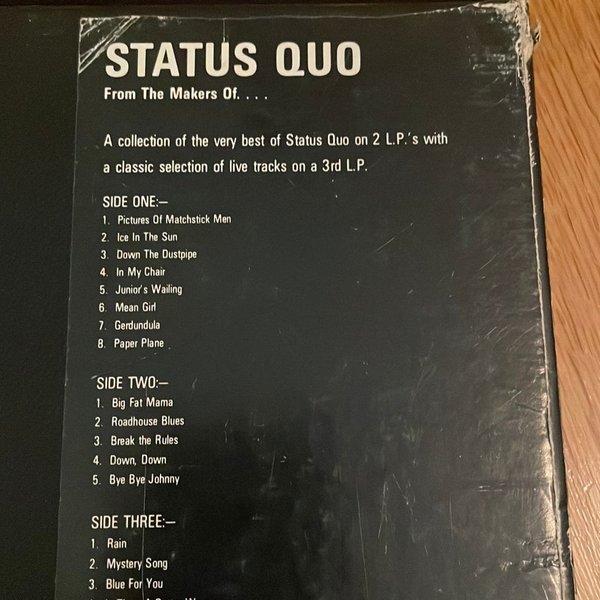 STATUS QUO
From The Makers Of. . . .
A collection of the very best of Status Quo on 2 L.P.'s with
a classic selection of live tracks on a 3rd L.P.
SIDE ONE:–
1. Pictures Of Matchstick Men
2. Ice In The Sun
3. Down The Dustpipe
4. In My Chair
5. Junior's Wailing
6. Mean Girl
7. Gerdundula
8. Paper Plane
SIDE TWO:–
1. Big Fat Mama
2. Roadhouse Blues
3. Break the Rules
4. Down, Down
5. Bye Bye Johnny
SIDE THREE:–
1. Rain
2. Mystery Song
3. Blue For You